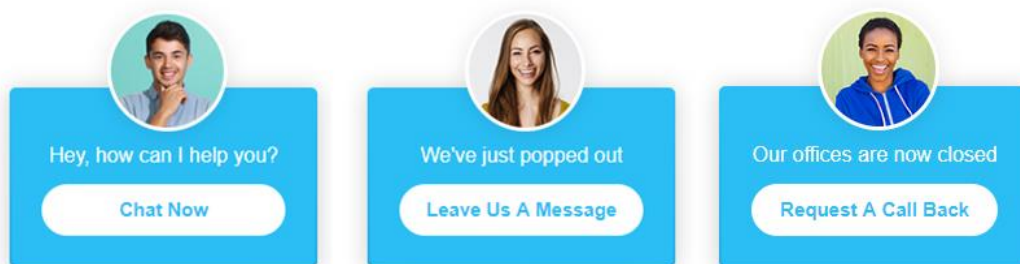 Hey, how can I help you?
Chat Now
We've just popped out
Leave Us A Message
Our offices are now closed
Request A Call Back